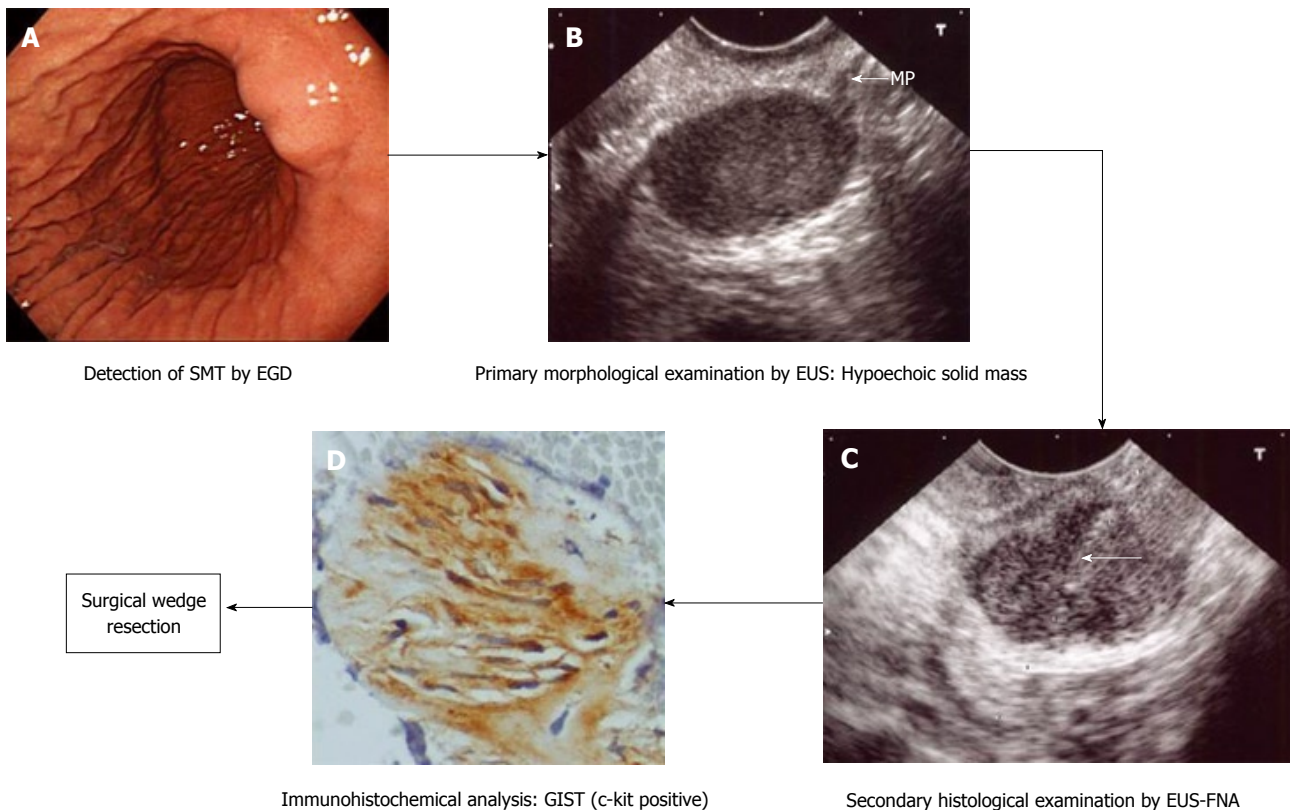 A
B
T
MP
Detection of SMT by EGD
Primary morphological examination by EUS: Hypoechoic solid mass
D
C
T
Surgical wedge
resection
Immunohistochemical analysis: GIST (c-kit positive)
Secondary histological examination by EUS-FNA